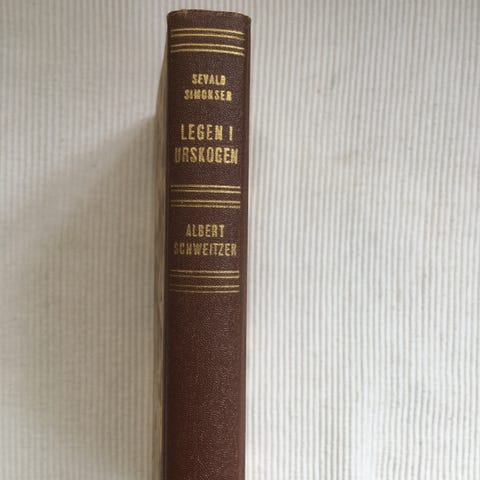 SEVALD
SIMONSEN
LEGEN I
URSKOGEN
ALBERT
SCHWEITZER